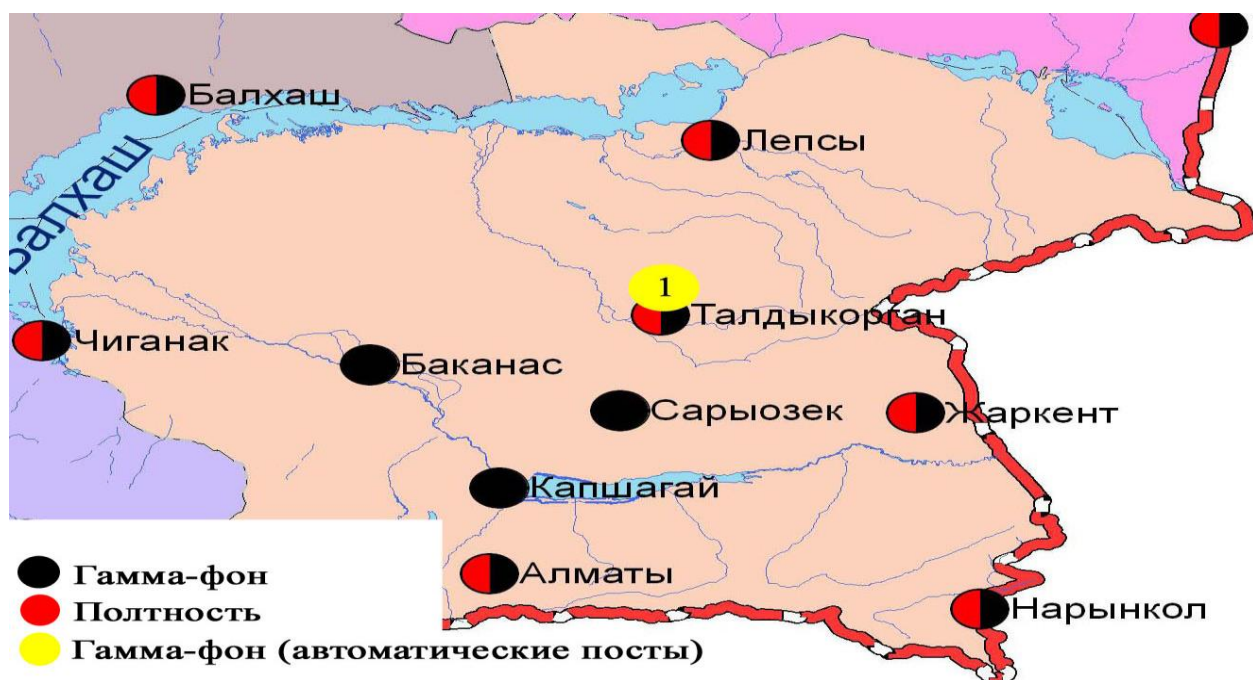 Балхаш
Лепсы
Балхаш
1
Талдыкорган
Чиганак
Баканас
Сарыозек
Жаркент
Капшагай
Алматы
Нарынкол
Гамма-фон
Полтность
Гамма-фон (автоматические посты)